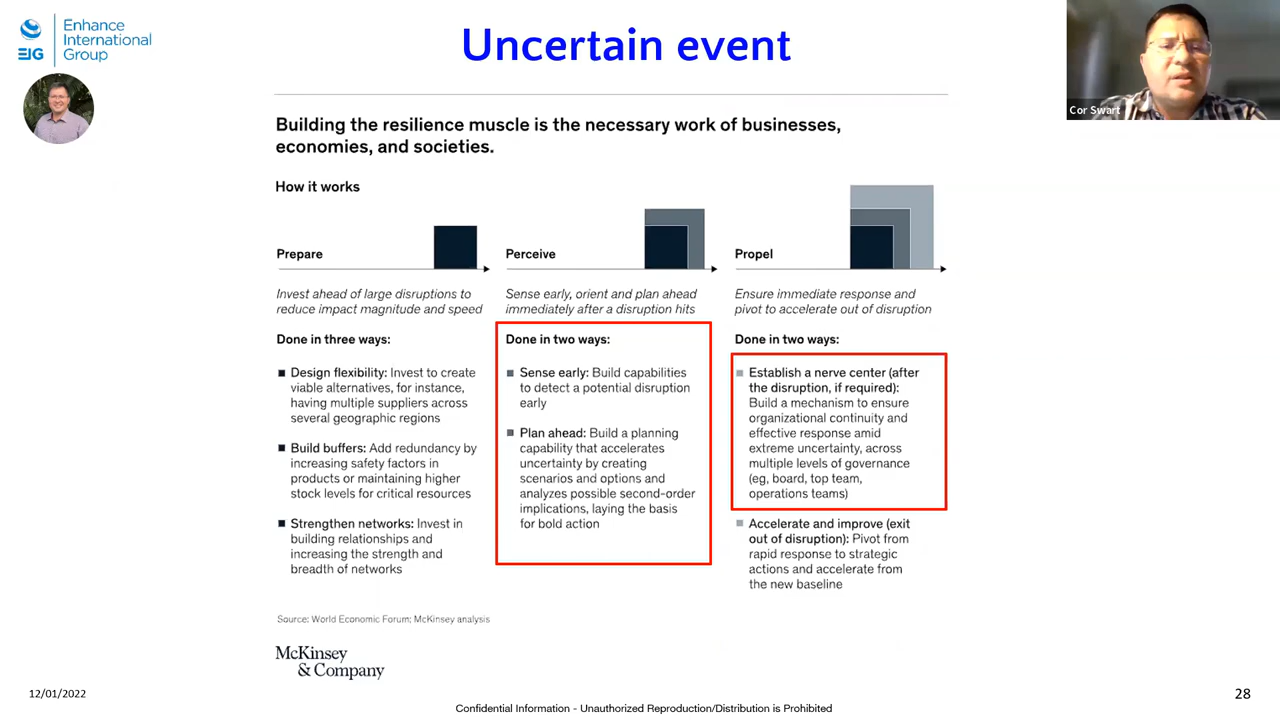 EIG
Enhance
International
Group
Uncertain event
Cor Swart
Building the resilience muscle is the necessary work of businesses,
economies, and societies.
How it works
Prepare
Invest ahead of large disruptions to
reduce impact magnitude and speed
Done in three ways:
Design flexibility: Invest to create
viable alternatives, for instance,
having multiple suppliers across
several geographic regions
Build buffers: Add redundancy by
increasing safety factors in
products or maintaining higher
stock levels for critical resources
Strengthen networks: Invest in
building relationships and
increasing the strength and
breadth of networks
Perceive
Sense early, orient and plan ahead
immediately after a disruption hits
Done in two ways:
Sense early: Build capabilities
to detect a potential disruption
early
Plan ahead: Build a planning
capability that accelerates
uncertainty by creating
scenarios and options and
analyzes possible second-order
implications, laying the basis
for bold action
Propel
Ensure immediate response and
pivot to accelerate out of disruption
Done in two ways:
Establish a nerve center (after
the disruption, if required):
Build a mechanism to ensure
organizational continuity and
effective response amid
extreme uncertainty, across
multiple levels of governance
(eg, board, top team,
operations teams)
Accelerate and improve (exit
out of disruption): Pivot from
rapid response to strategic
actions and accelerate from
the new baseline
Source: World Economic Forum; McKinsey analysis
McKinsey
& Company
12/01/2022
Confidential Information - Unauthorized Reproduction/Distribution is Prohibited
28